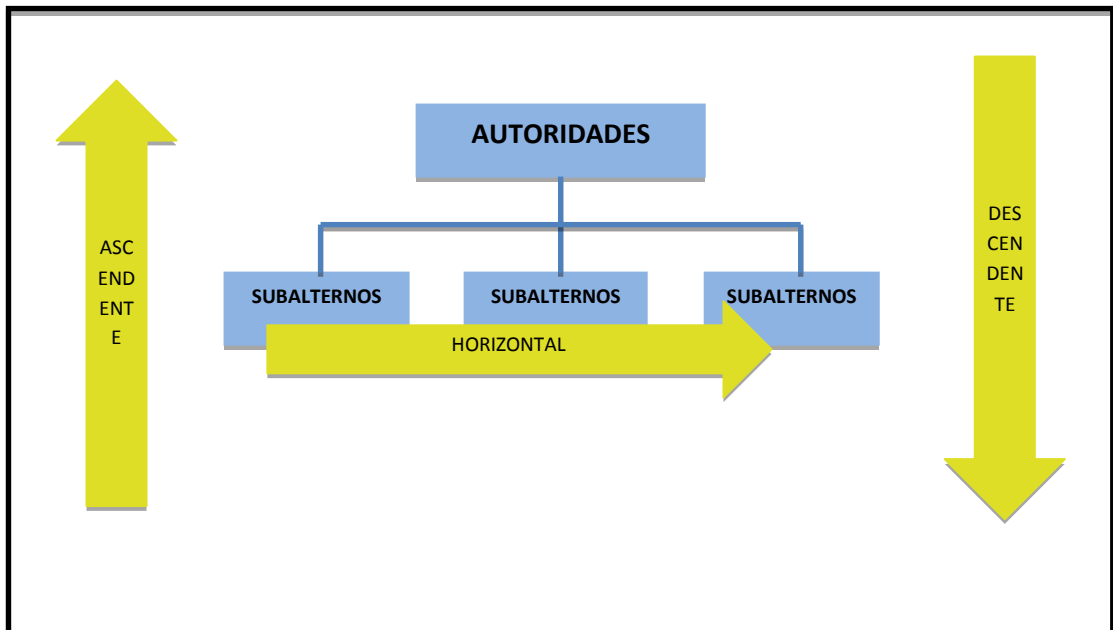 AUTORIDADES
ASC
END
ENT
E
DES
CEN
DEN
TE
SUBALTERNOS
SUBALTERNOS
SUBALTERNOS
HORIZONTAL